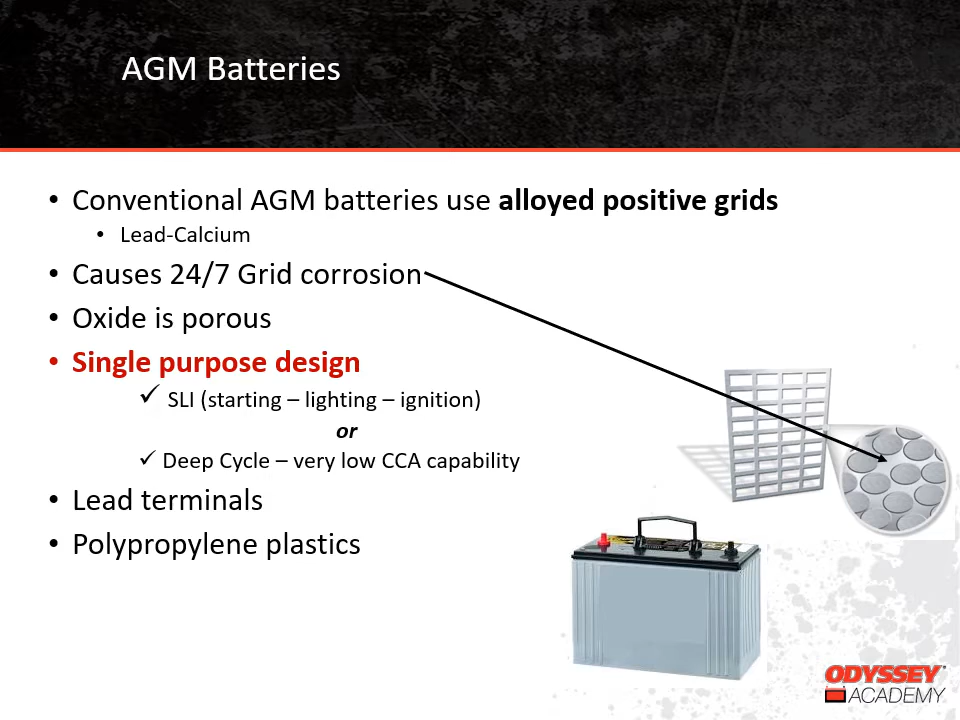 AGM Batteries
• Conventional AGM batteries use alloyed positive grids
• Lead-Calcium
• Causes 24/7 Grid corrosion
• Oxide is porous
• Single purpose design
✓ SLI (starting – lighting – ignition)
or
✓ Deep Cycle – very low CCA capability
• Lead terminals
• Polypropylene plastics
ODYSSEY®
ACADEMY